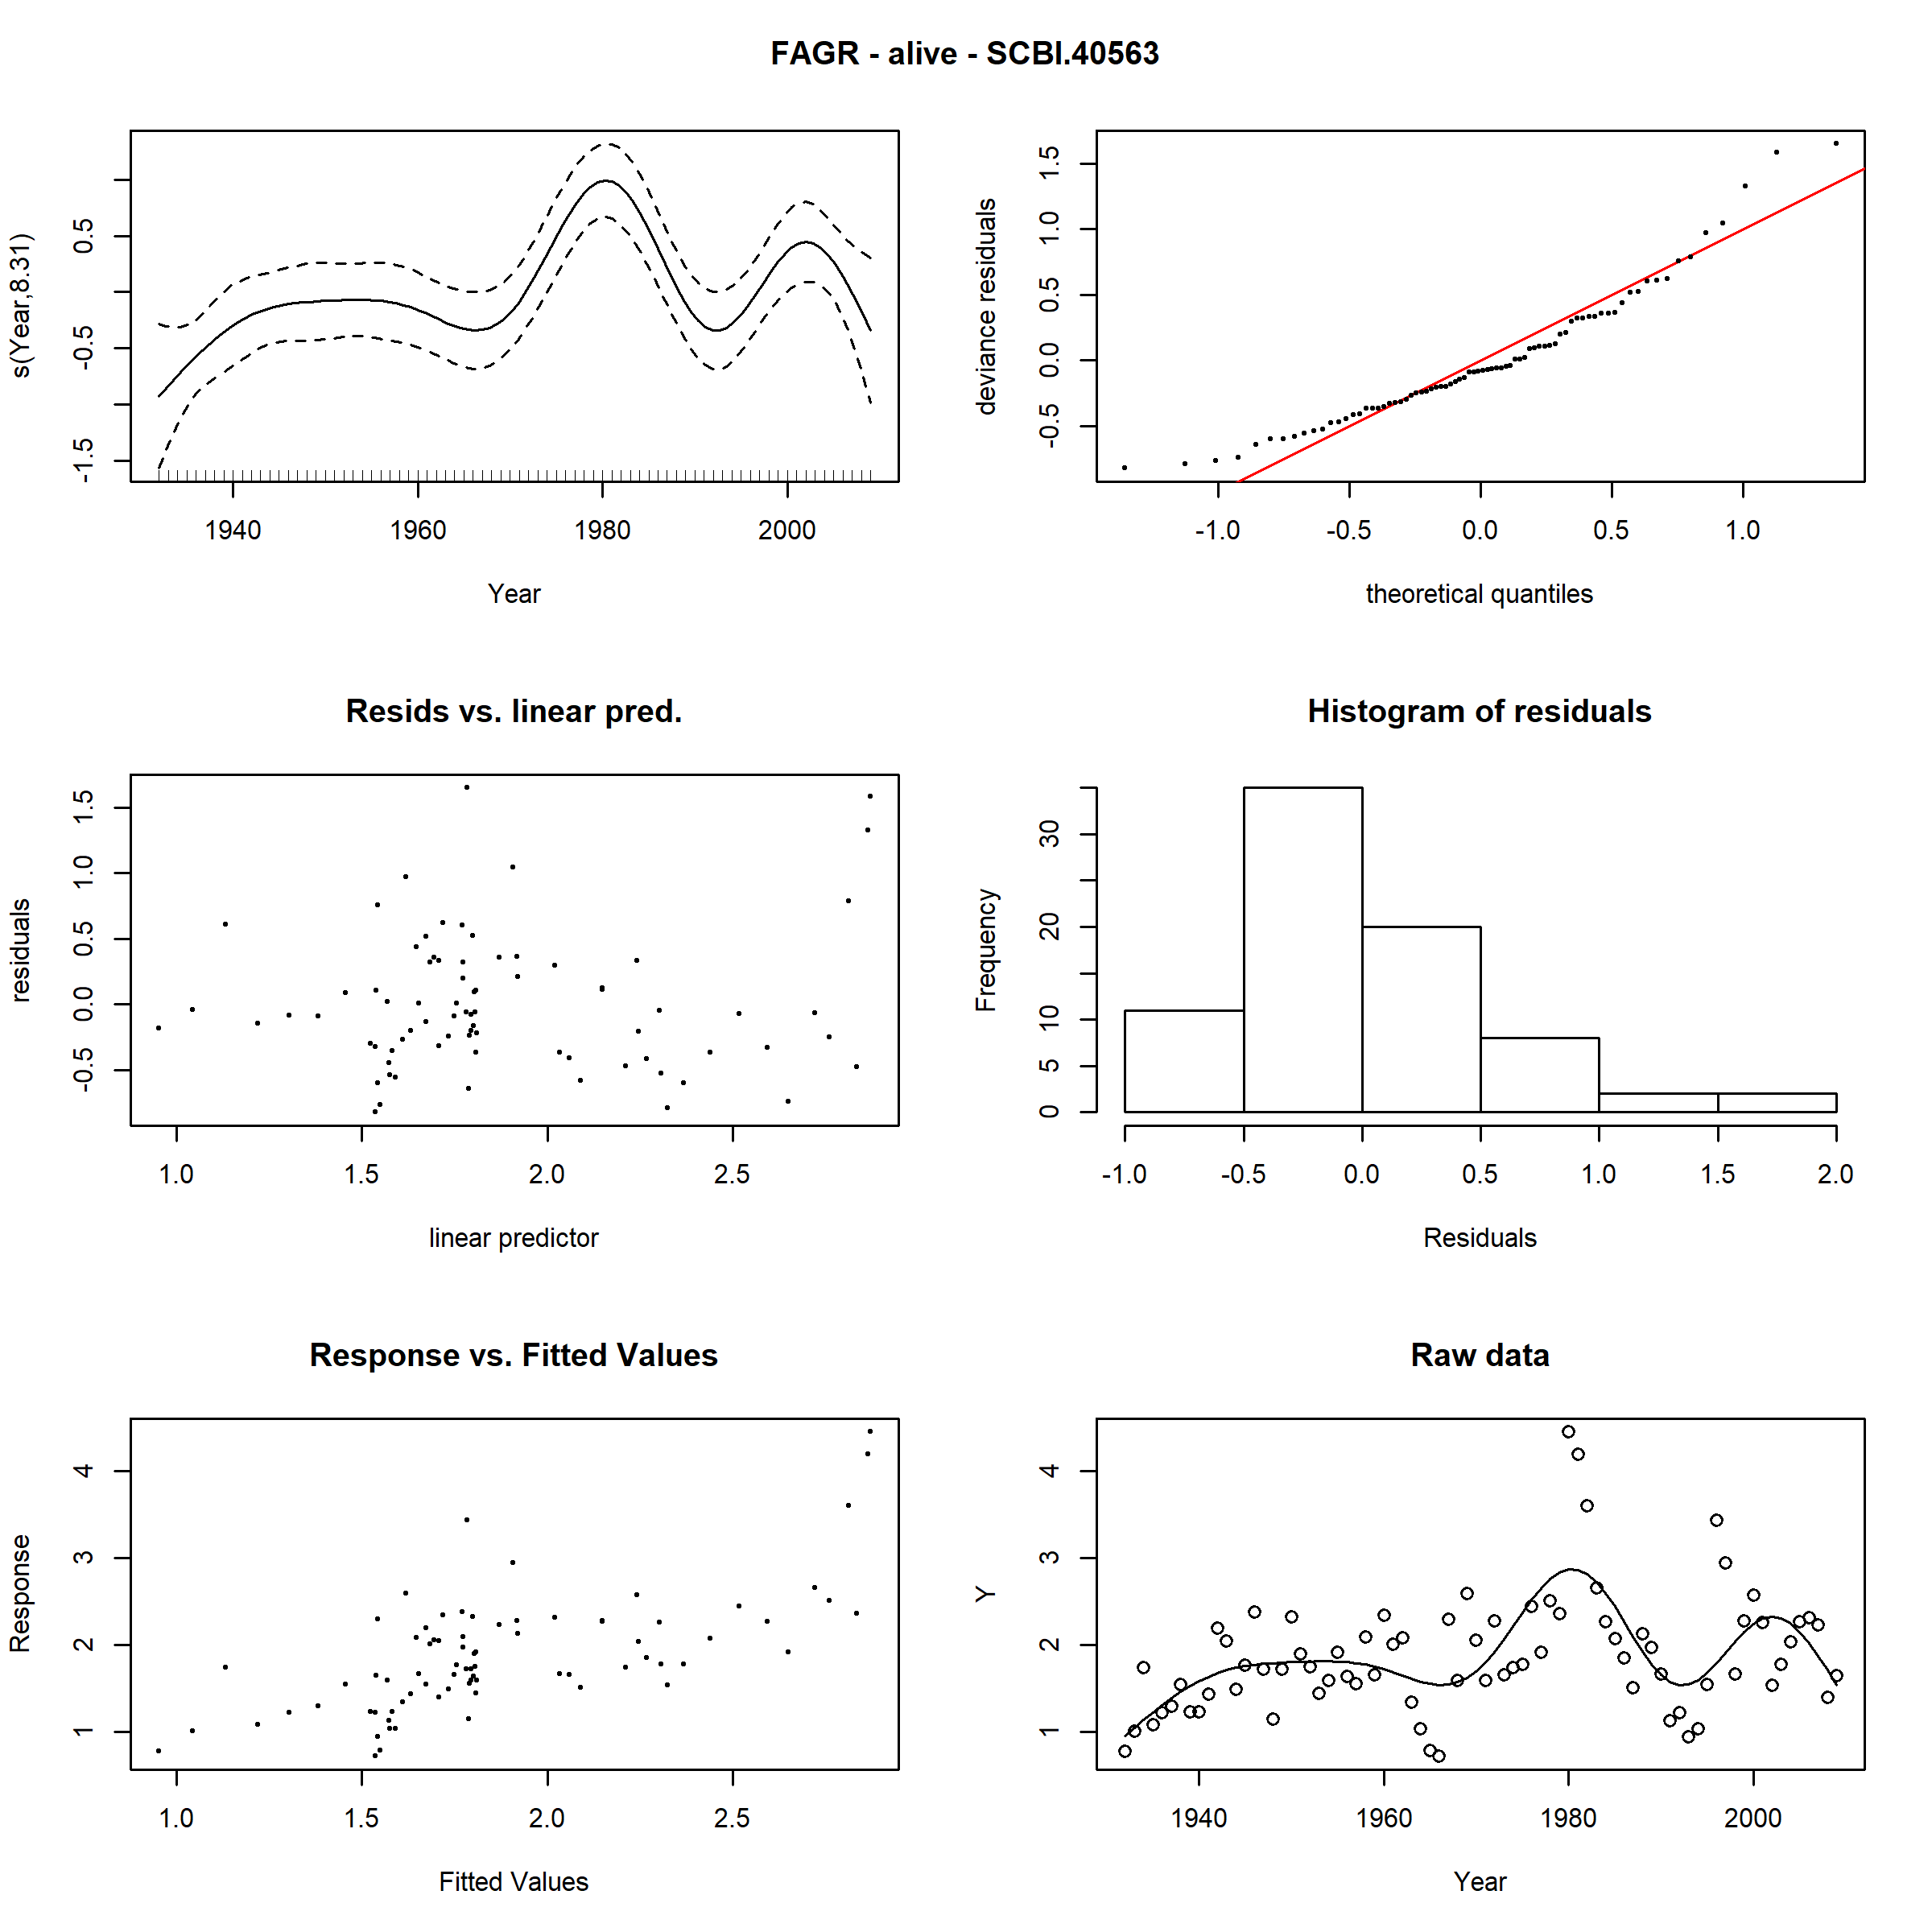 FAGR - alive - SCBI.40563
s(Year,8.31)
-1.5 -0.5 0.5
1940 1960 1980 2000
Year
deviance residuals
-0.5 0.0 0.5 1.0 1.5
-1.0 -0.5 0.0 0.5 1.0
theoretical quantiles
Resids vs. linear pred.
residuals
-0.5 0.0 0.5 1.0 1.5
1.0 1.5 2.0 2.5
linear predictor
Histogram of residuals
Frequency
0 5 10 20 30
-1.0 -0.5 0.0 0.5 1.0 1.5 2.0
Residuals
Response vs. Fitted Values
Response
1 2 3 4
1.0 1.5 2.0 2.5
Fitted Values
Raw data
Y
1 2 3 4
1940 1960 1980 2000
Year